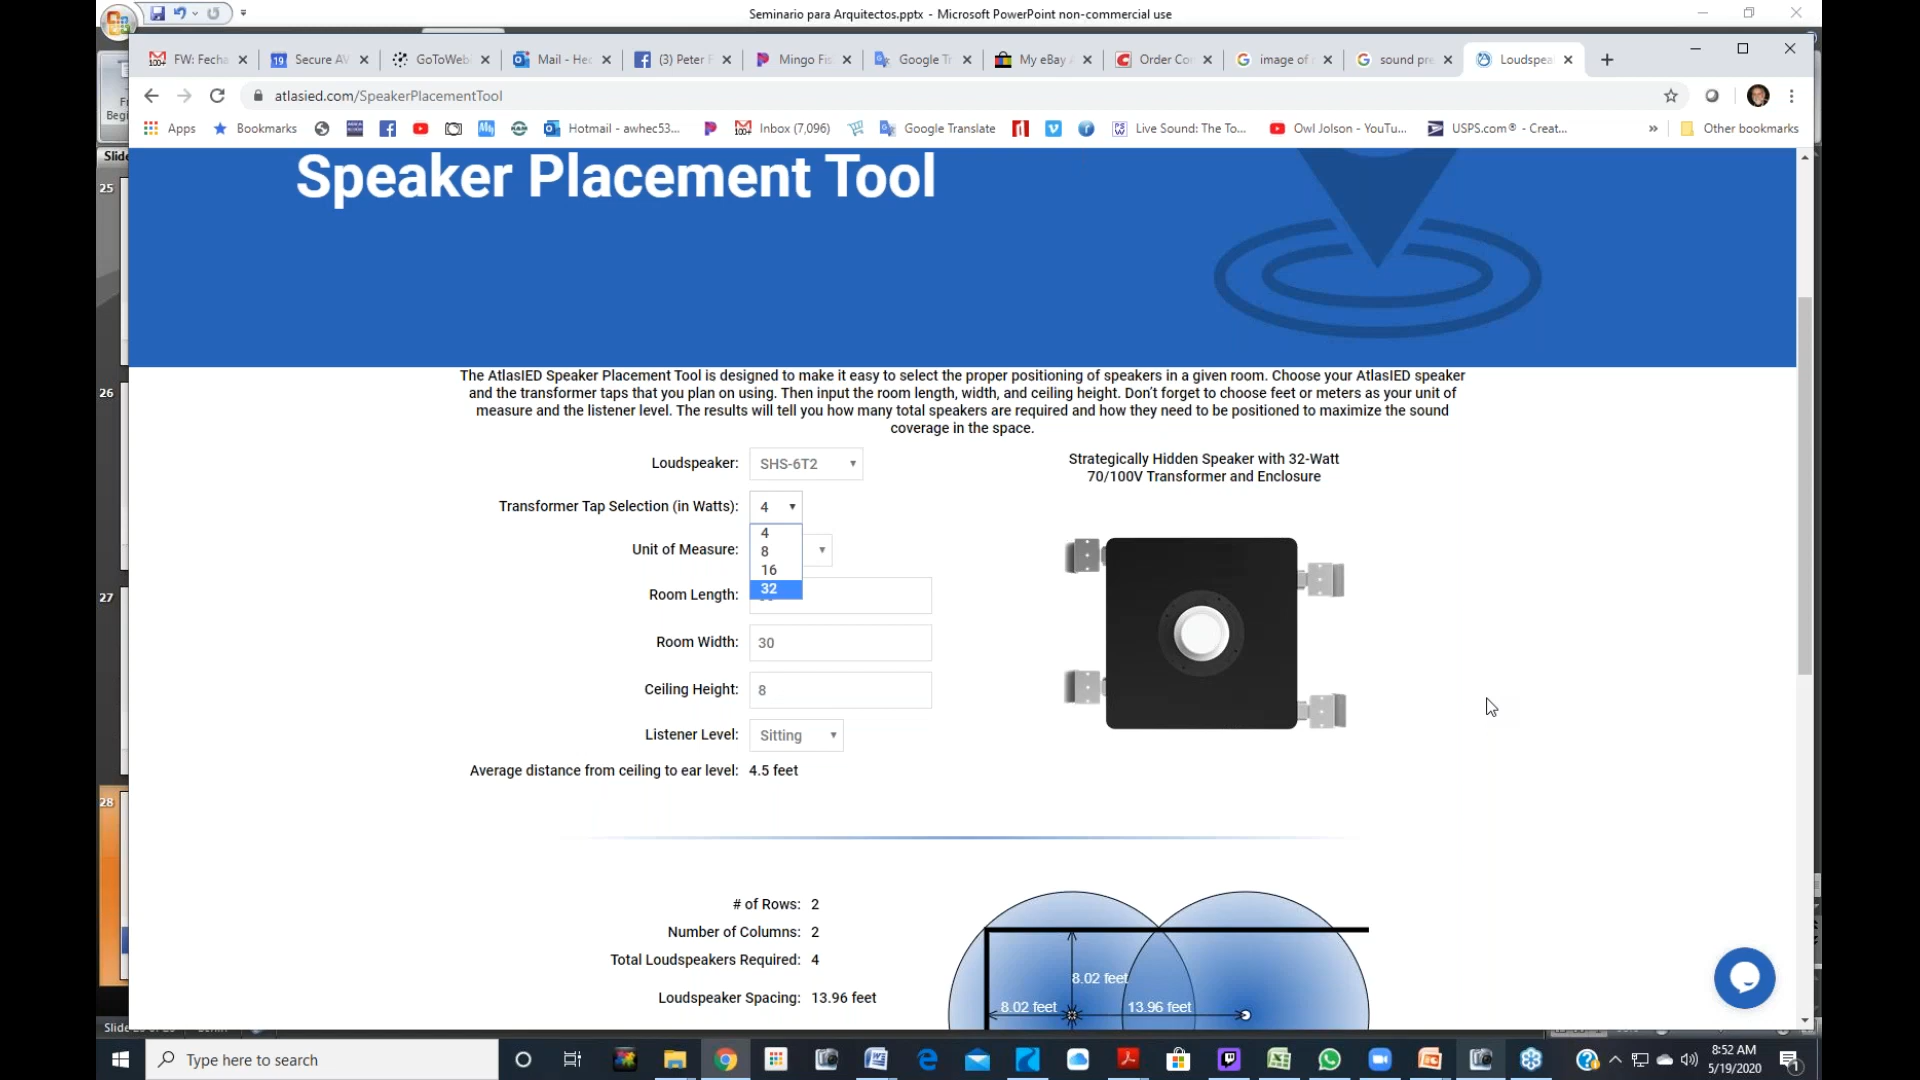 Seminario para Arquitectos.pptx - Microsoft PowerPoint non-commercial use
FW: Fecha
Secure AV
GoToWeb
Mail - Hec
(3) Peter F
Mingo Fis
Google Tr
My eBay
Order Co
image of
sound pre
Loudspea
atlasied.com/SpeakerPlacementTool
Apps
Bookmarks
Hotmail - awhec53...
Inbox (7,096)
Google Translate
Live Sound: The To...
Owl Jolson - YouTu...
USPS.com® - Creat...
»
Other bookmarks
Slide
25
26
27
28
Speaker Placement Tool
The AtlasIED Speaker Placement Tool is designed to make it easy to select the proper positioning of speakers in a given room. Choose your AtlasIED speaker
and the transformer taps that you plan on using. Then input the room length, width, and ceiling height. Don't forget to choose feet or meters as your unit of
measure and the listener level. The results will tell you how many total speakers are required and how they need to be positioned to maximize the sound
coverage in the space.
Loudspeaker: SHS-6T2
Strategically Hidden Speaker with 32-Watt
70/100V Transformer and Enclosure
Transformer Tap Selection (in Watts): 4
4
8
16
32
Unit of Measure:
Room Length:
Room Width: 30
Ceiling Height: 8
Listener Level: Sitting
Average distance from ceiling to ear level: 4.5 feet
# of Rows: 2
Number of Columns: 2
Total Loudspeakers Required: 4
Loudspeaker Spacing: 13.96 feet
8.02 feet
8.02 feet
13.96 feet
Type here to search
8:52 AM
5/19/2020